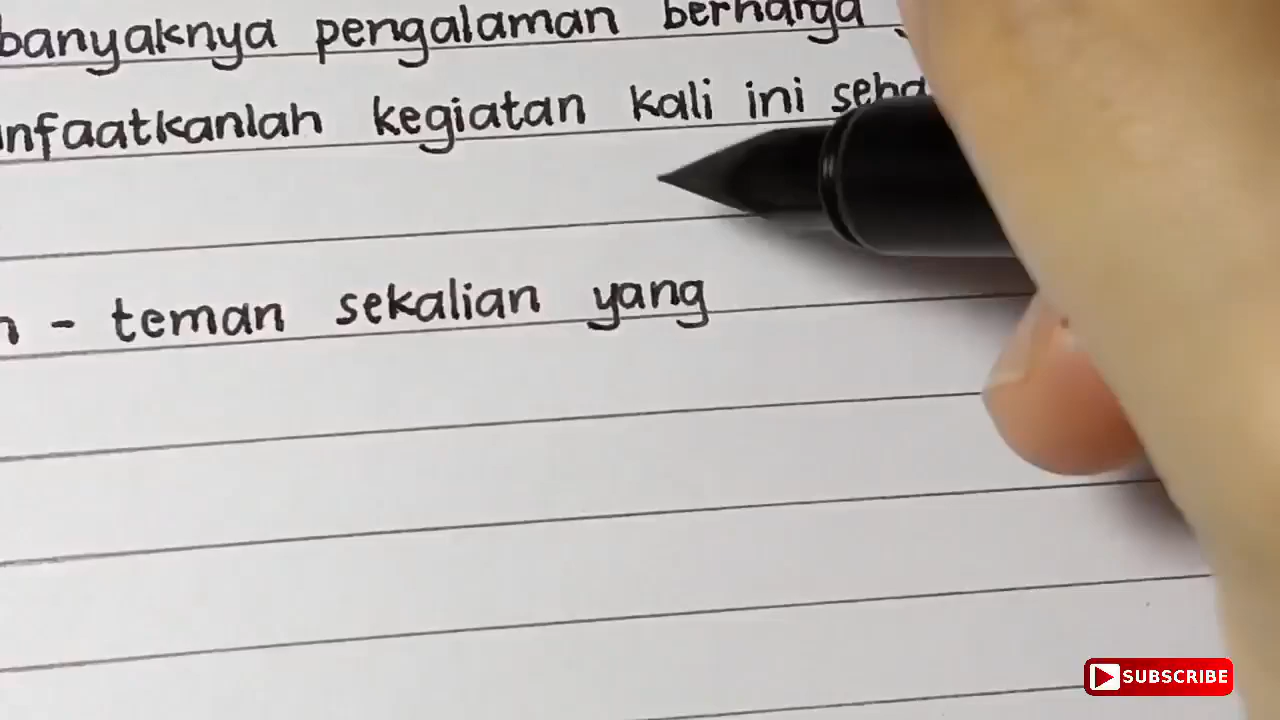 banyaknya pengalaman berharga
nfaatkanlah kegiatan kali ini seba
n - teman sekalian yang
SUBSCRIBE